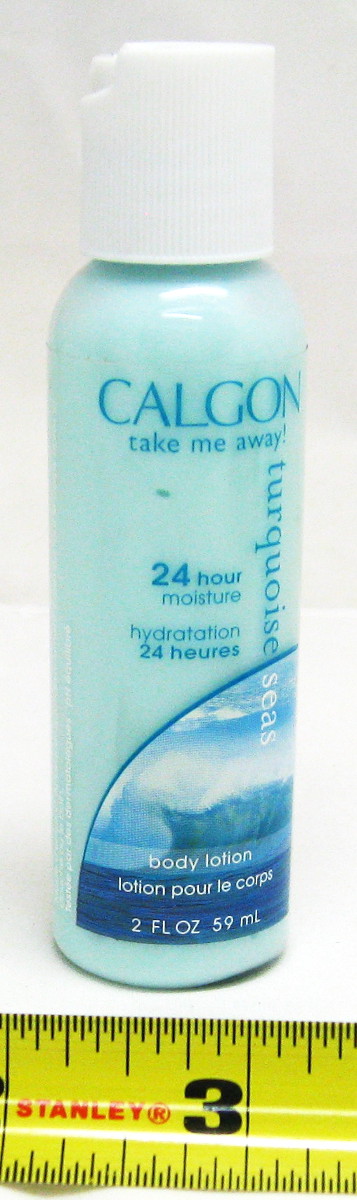 CALGON
take me away!
turquoise seas
24 hour
moisture
hydratation
24 heures
body lotion
lotion pour le corps
2 FL OZ 59 mL
STANLEY®
3